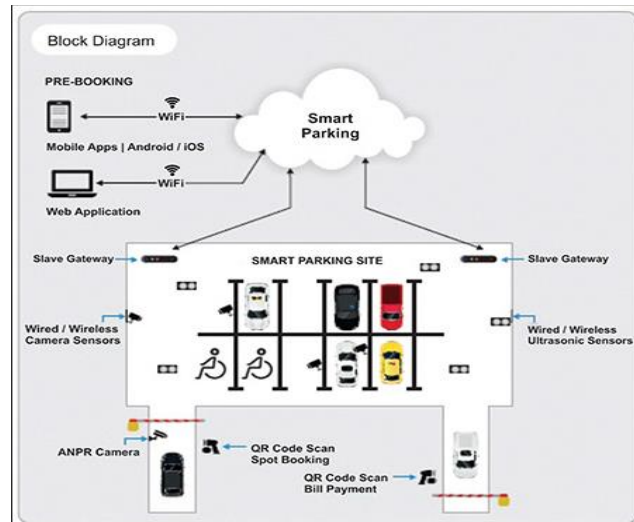 Block Diagram
PRE-BOOKING
WiFi
Mobile Apps | Android / iOS
WiFi
Web Application
Smart
Parking
Slave Gateway
SMART PARKING SITE
Slave Gateway
Wired / Wireless
Camera Sensors
Wired / Wireless
Ultrasonic Sensors
ANPR Camera
QR Code Scan
Spot Booking
QR Code Scan
Bill Payment